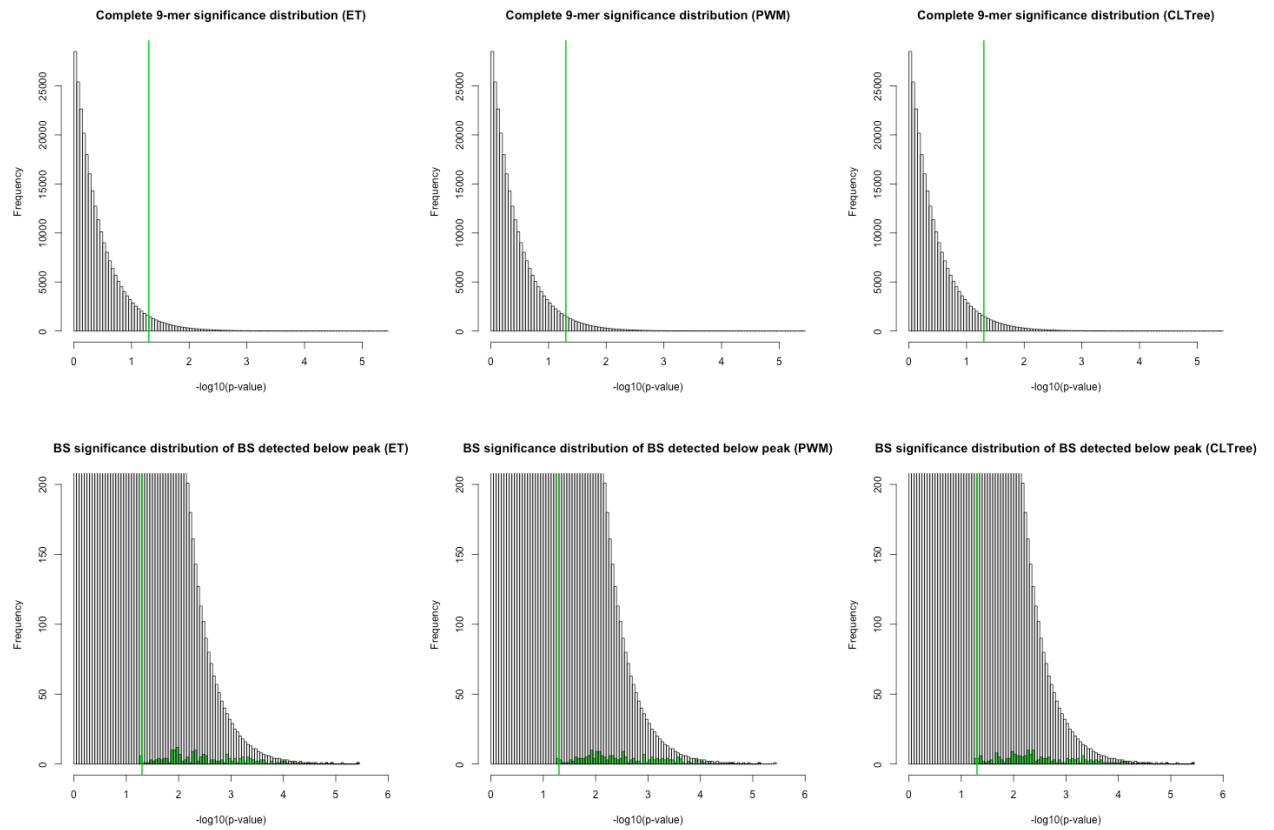 Complete 9-mer significance distribution (ET)
Frequency
25000
20000
15000
10000
5000
0
0 1 2 3 4 5
-log10(p-value)
Complete 9-mer significance distribution (PWM)
Frequency
25000
20000
15000
10000
5000
0
0 1 2 3 4 5
-log10(p-value)
Complete 9-mer significance distribution (CLTree)
Frequency
25000
20000
15000
10000
5000
0
0 1 2 3 4 5
-log10(p-value)
BS significance distribution of BS detected below peak (ET)
Frequency
200
150
100
50
0
0 1 2 3 4 5 6
-log10(p-value)
BS significance distribution of BS detected below peak (PWM)
Frequency
200
150
100
50
0
0 1 2 3 4 5 6
-log10(p-value)
BS significance distribution of BS detected below peak (CLTree)
Frequency
200
150
100
50
0
0 1 2 3 4 5 6
-log10(p-value)